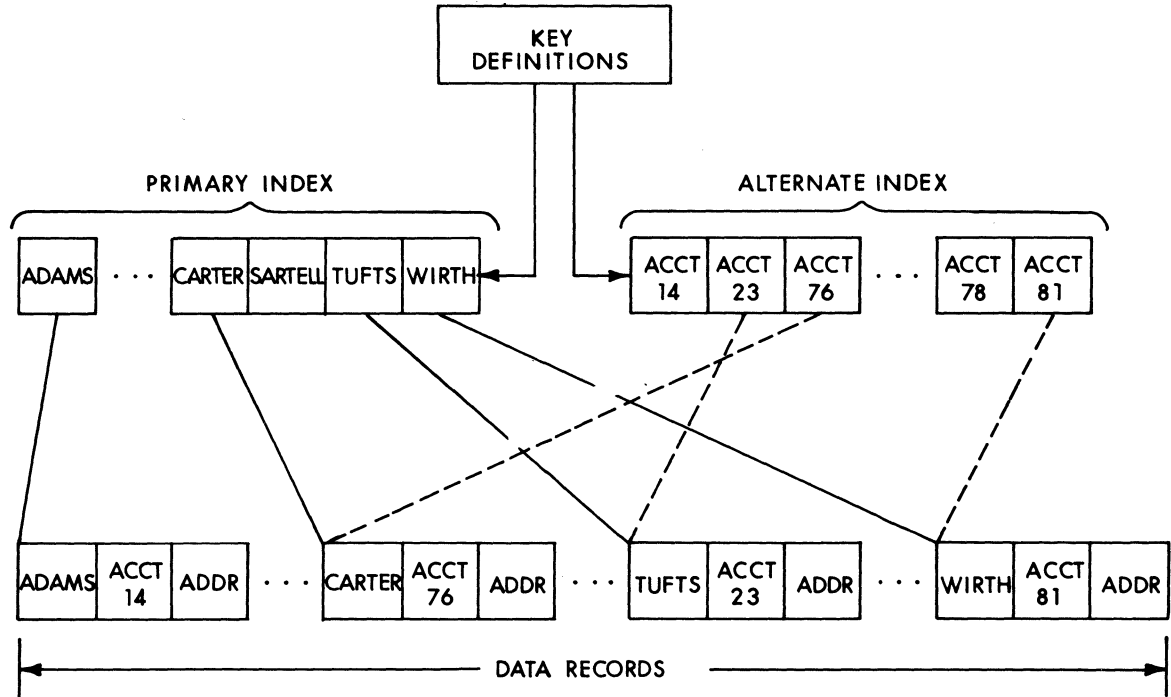 KEY
DEFINITIONS
PRIMARY INDEX
ALTERNATE INDEX
ADAMS ... CARTER SARTELL TUFTS WIRTH
ACCT 14 ACCT 23 ACCT 76 ... ACCT 78 ACCT 81
ADAMS ACCT 14 ADDR ... CARTER ACCT 76 ADDR ... TUFTS ACCT 23 ADDR ... WIRTH ACCT 81 ADDR
DATA RECORDS